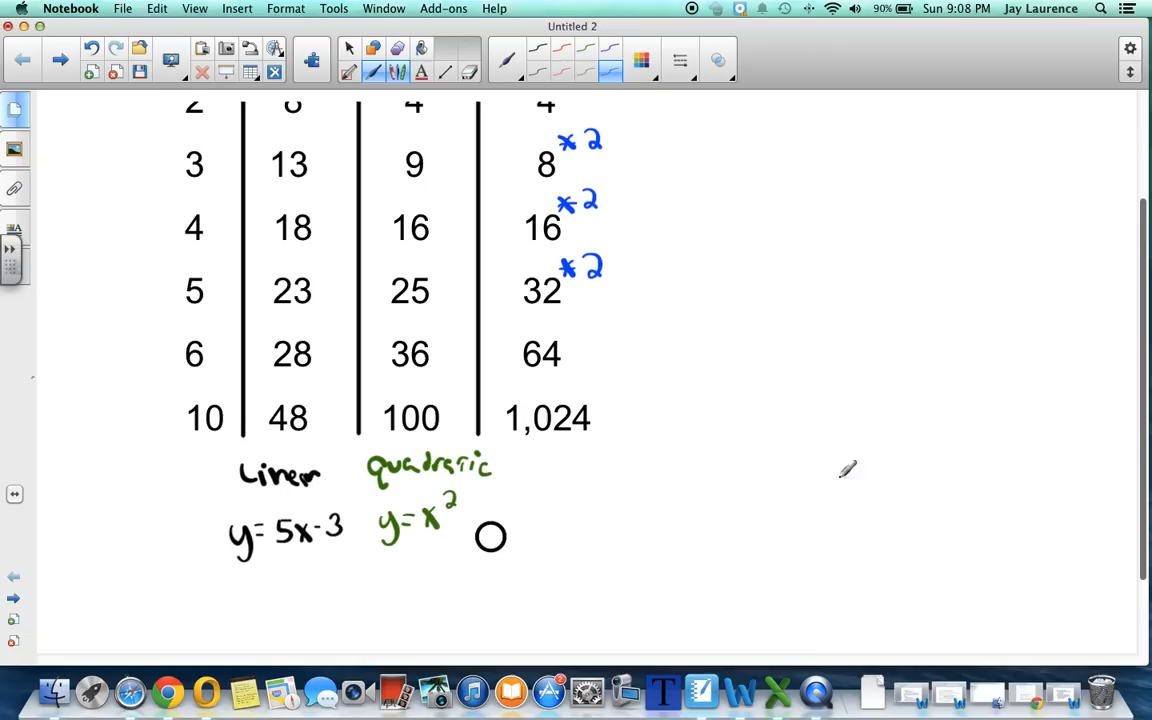 Notebook File Edit View Insert Format Tools Window Add-ons Help 90% Sun 9:08 PM Jay Laurence
Untitled 2
2 8 4 4
×2
3 13 9 8
×2
4 18 16 16
×2
5 23 25 32
6 28 36 64
10 48 100 1,024
Linear quadratic
y=5x-3 y=x²